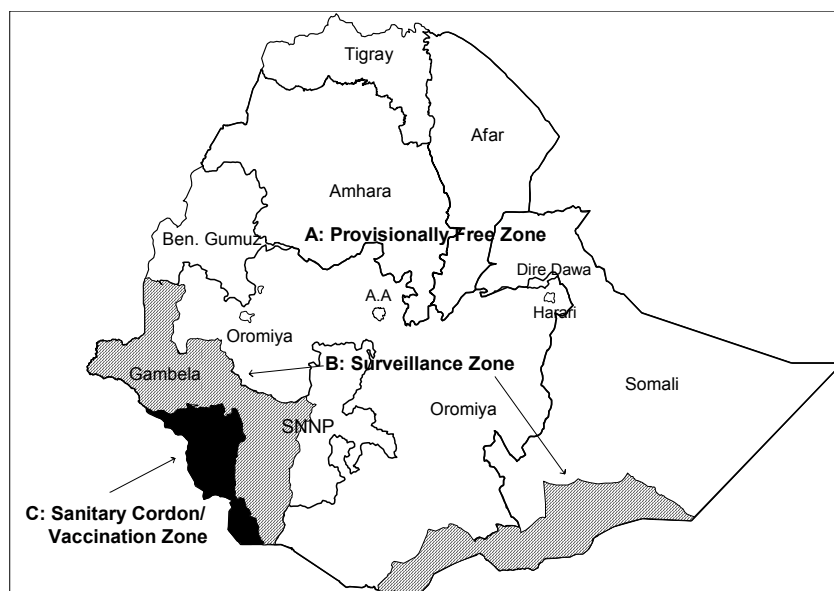 Tigray
Afar
Amhara
Ben. Gumuz
A: Provisionally Free Zone
Dire Dawa
A.A
Harari
Oromiya
B: Surveillance Zone
Gambela
Somali
Oromiya
SNNP
C: Sanitary Cordon/
Vaccination Zone